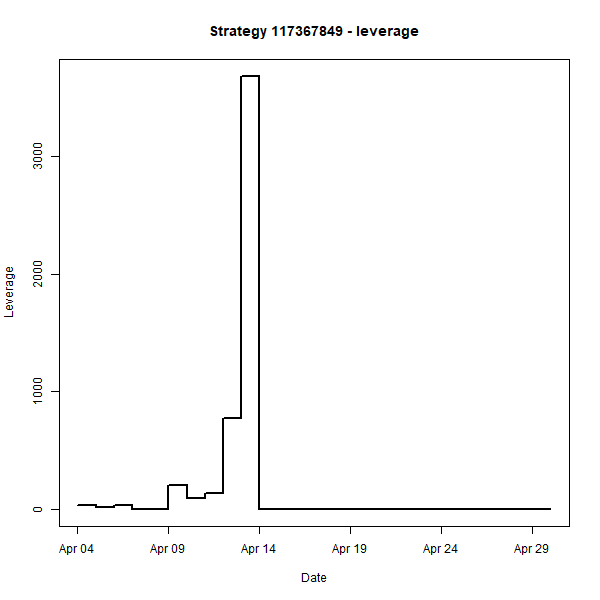 Strategy 117367849 - leverage
3000
2000
1000
0
Leverage
Apr 04 Apr 09 Apr 14 Apr 19 Apr 24 Apr 29
Date